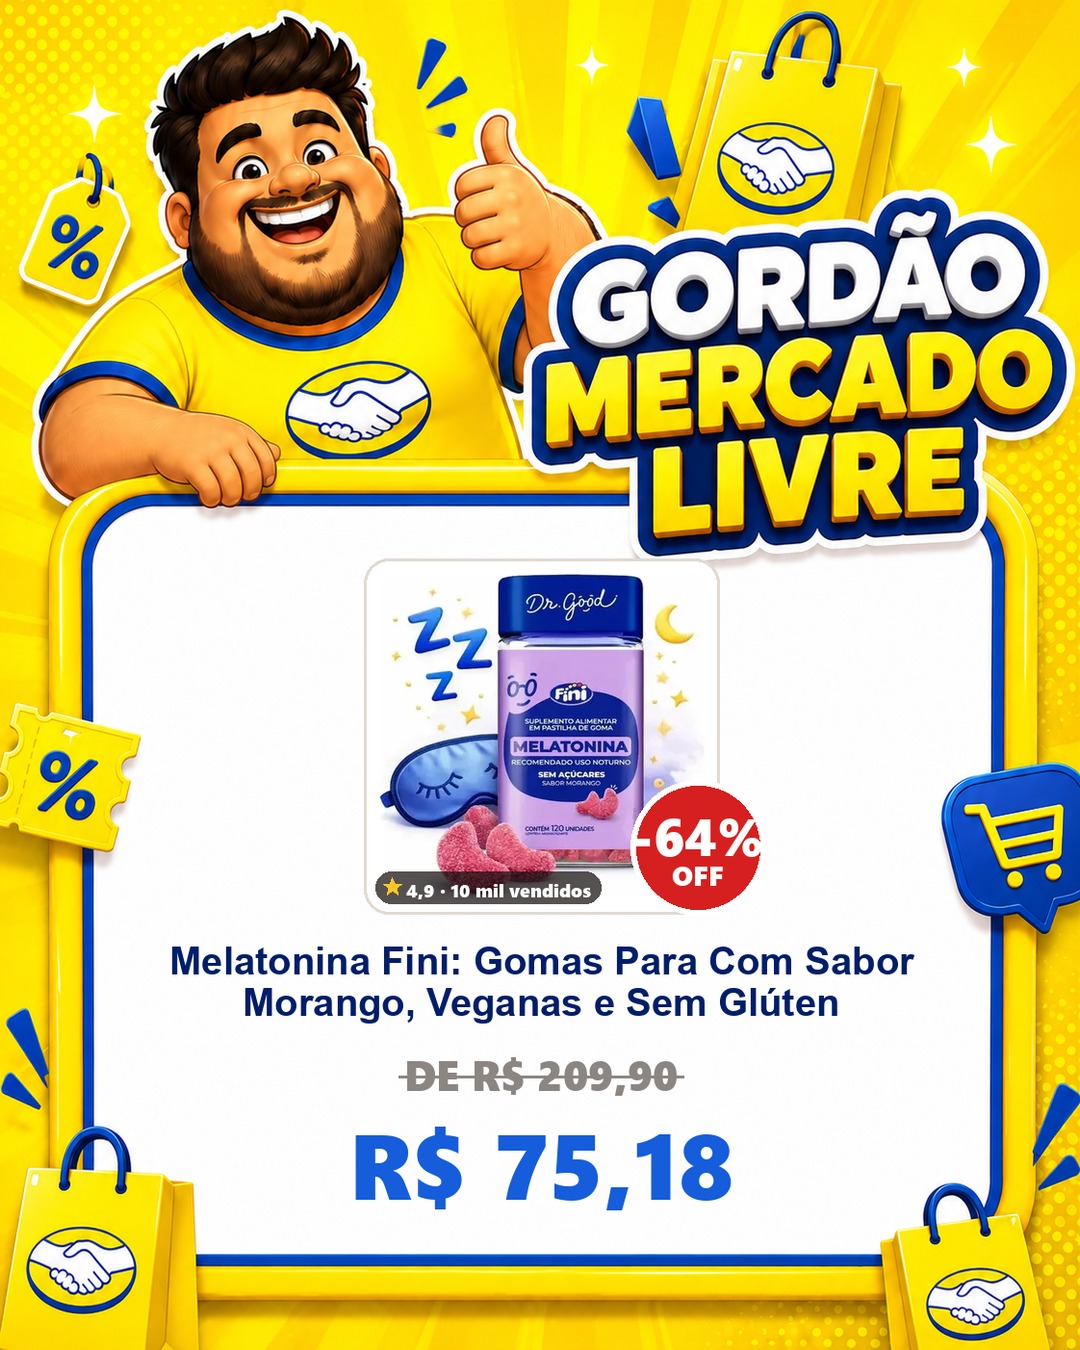 %
GORDÃO
MERCADO
LIVRE
Dr. Good
Z Z Z
Fini
SUPLEMENTO ALIMENTAR
EM PASTILHA DE GOMA
MELATONINA
RECOMENDADO USO NOTURNO
SEM AÇÚCARES
SABOR MORANGO
CONTÉM 120 UNIDADES
%
-64%
OFF
4,9 · 10 mil vendidos
Melatonina Fini: Gomas Para Com Sabor
Morango, Veganas e Sem Glúten
DE R$ 209,90
R$ 75,18